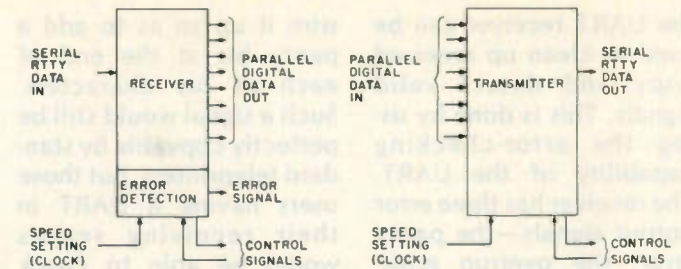 SERIAL
RTTY
DATA
IN
RECEIVER
PARALLEL
DIGITAL
DATA
OUT
ERROR
DETECTION
ERROR
SIGNAL
SPEED
SETTING
(CLOCK)
CONTROL
SIGNALS
PARALLEL
DIGITAL
DATA
IN
TRANSMITTER
SERIAL
RTTY
DATA
OUT
SPEED
SETTING
(CLOCK)
CONTROL
SIGNALS